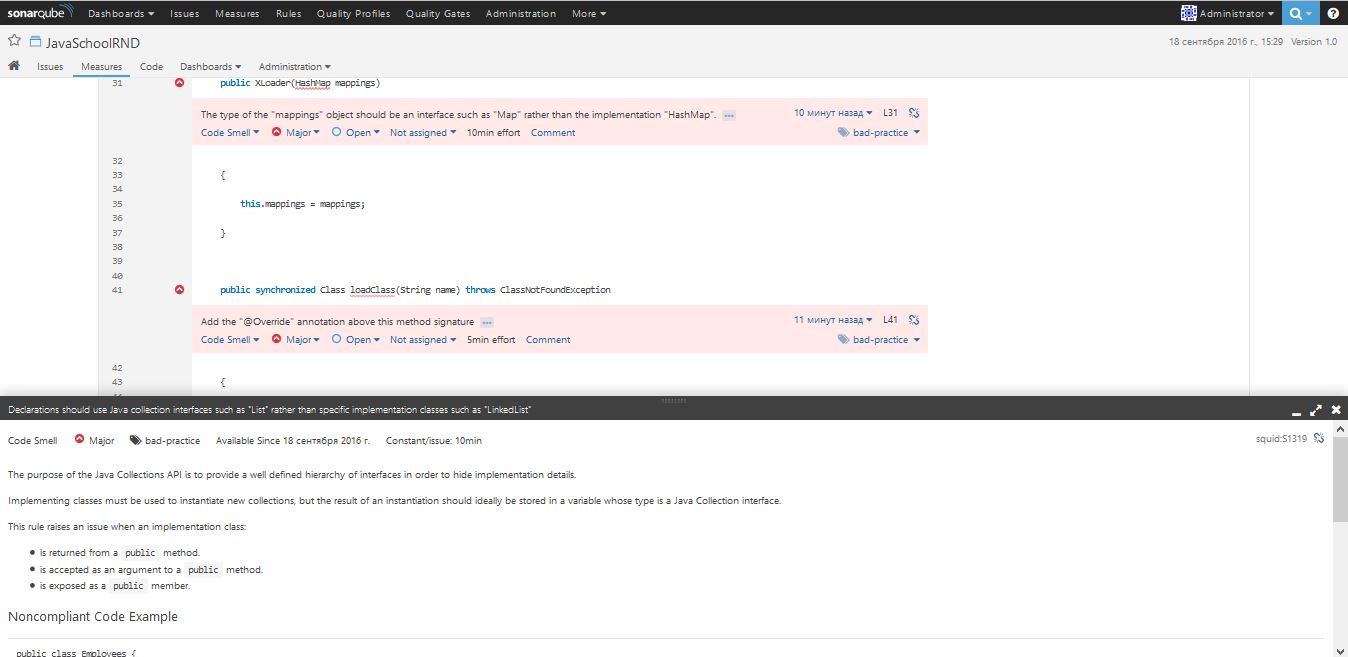 sonarqube Dashboards Issues Measures Rules Quality Profiles Quality Gates Administration More Administrator
JavaSchoolRND
18 сентября 2016 г., 15:29 Version 1.0
Issues Measures Code Dashboards Administration
31 public XLoader(HashMap mappings)
The type of the "mappings" object should be an interface such as "Map" rather than the implementation "HashMap". 10 минут назад L31
Code Smell Major Open Not assigned 10min effort Comment bad-practice
32
33 {
34
35 this.mappings = mappings;
36
37 }
38
39
40
41 public synchronized Class loadClass(String name) throws ClassNotFoundException
Add the "@Override" annotation above this method signature 11 минут назад L41
Code Smell Major Open Not assigned 5min effort Comment bad-practice
42
43 {
Declarations should use Java collection interfaces such as "List" rather than specific implementation classes such as "LinkedList"
Code Smell Major bad-practice Available Since 18 сентября 2016 г. Constant/issue: 10min squid:S1319
The purpose of the Java Collections API is to provide a well defined hierarchy of interfaces in order to hide implementation details.
Implementing classes must be used to instantiate new collections, but the result of an instantiation should ideally be stored in a variable whose type is a Java Collection interface.
This rule raises an issue when an implementation class:
is returned from a public method.
is accepted as an argument to a public method.
is exposed as a public member.
Noncompliant Code Example
public class Employees {